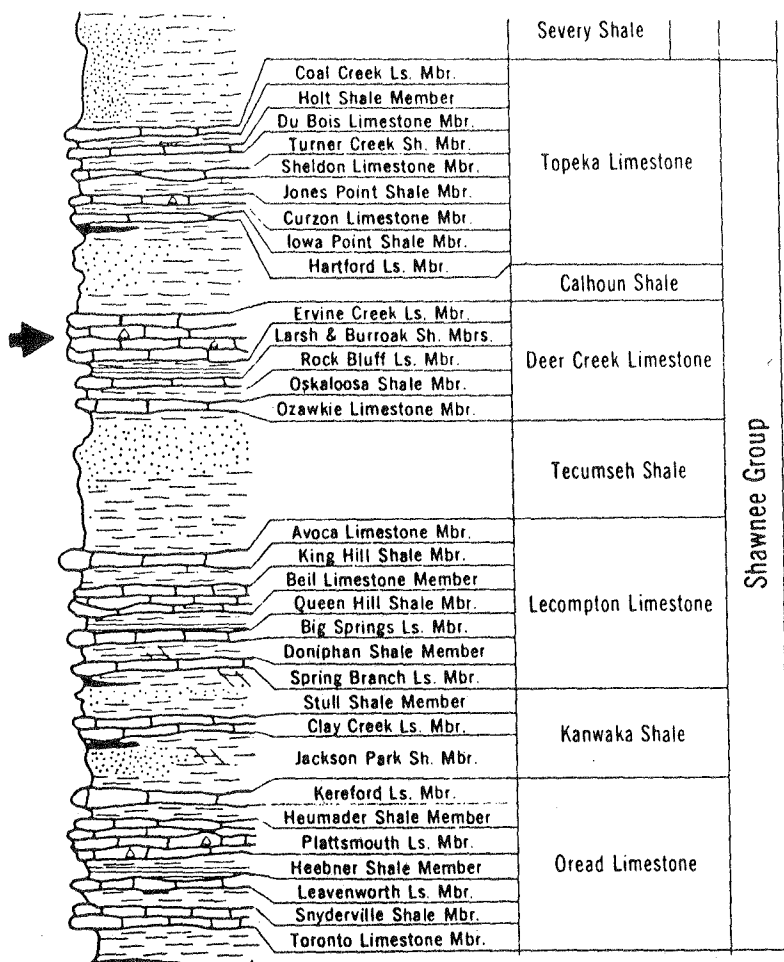 Severy Shale
Coal Creek Ls. Mbr.
Holt Shale Member
Du Bois Limestone Mbr.
Turner Creek Sh. Mbr.
Sheldon Limestone Mbr.
Jones Point Shale Mbr.
Curzon Limestone Mbr.
Iowa Point Shale Mbr.
Hartford Ls. Mbr.
Topeka Limestone
Calhoun Shale
Ervine Creek Ls. Mbr.
Larsh & Burroak Sh. Mbrs.
Rock Bluff Ls. Mbr.
Oskaloosa Shale Mbr.
Ozawkie Limestone Mbr.
Deer Creek Limestone
Tecumseh Shale
Avoca Limestone Mbr.
King Hill Shale Mbr.
Beil Limestone Member
Queen Hill Shale Mbr.
Big Springs Ls. Mbr.
Doniphan Shale Member
Spring Branch Ls. Mbr.
Lecompton Limestone
Stull Shale Member
Clay Creek Ls. Mbr.
Jackson Park Sh. Mbr.
Kanwaka Shale
Kereford Ls. Mbr.
Heumader Shale Member
Plattsmouth Ls. Mbr.
Heebner Shale Member
Leavenworth Ls. Mbr.
Snyderville Shale Mbr.
Toronto Limestone Mbr.
Oread Limestone
Shawnee Group